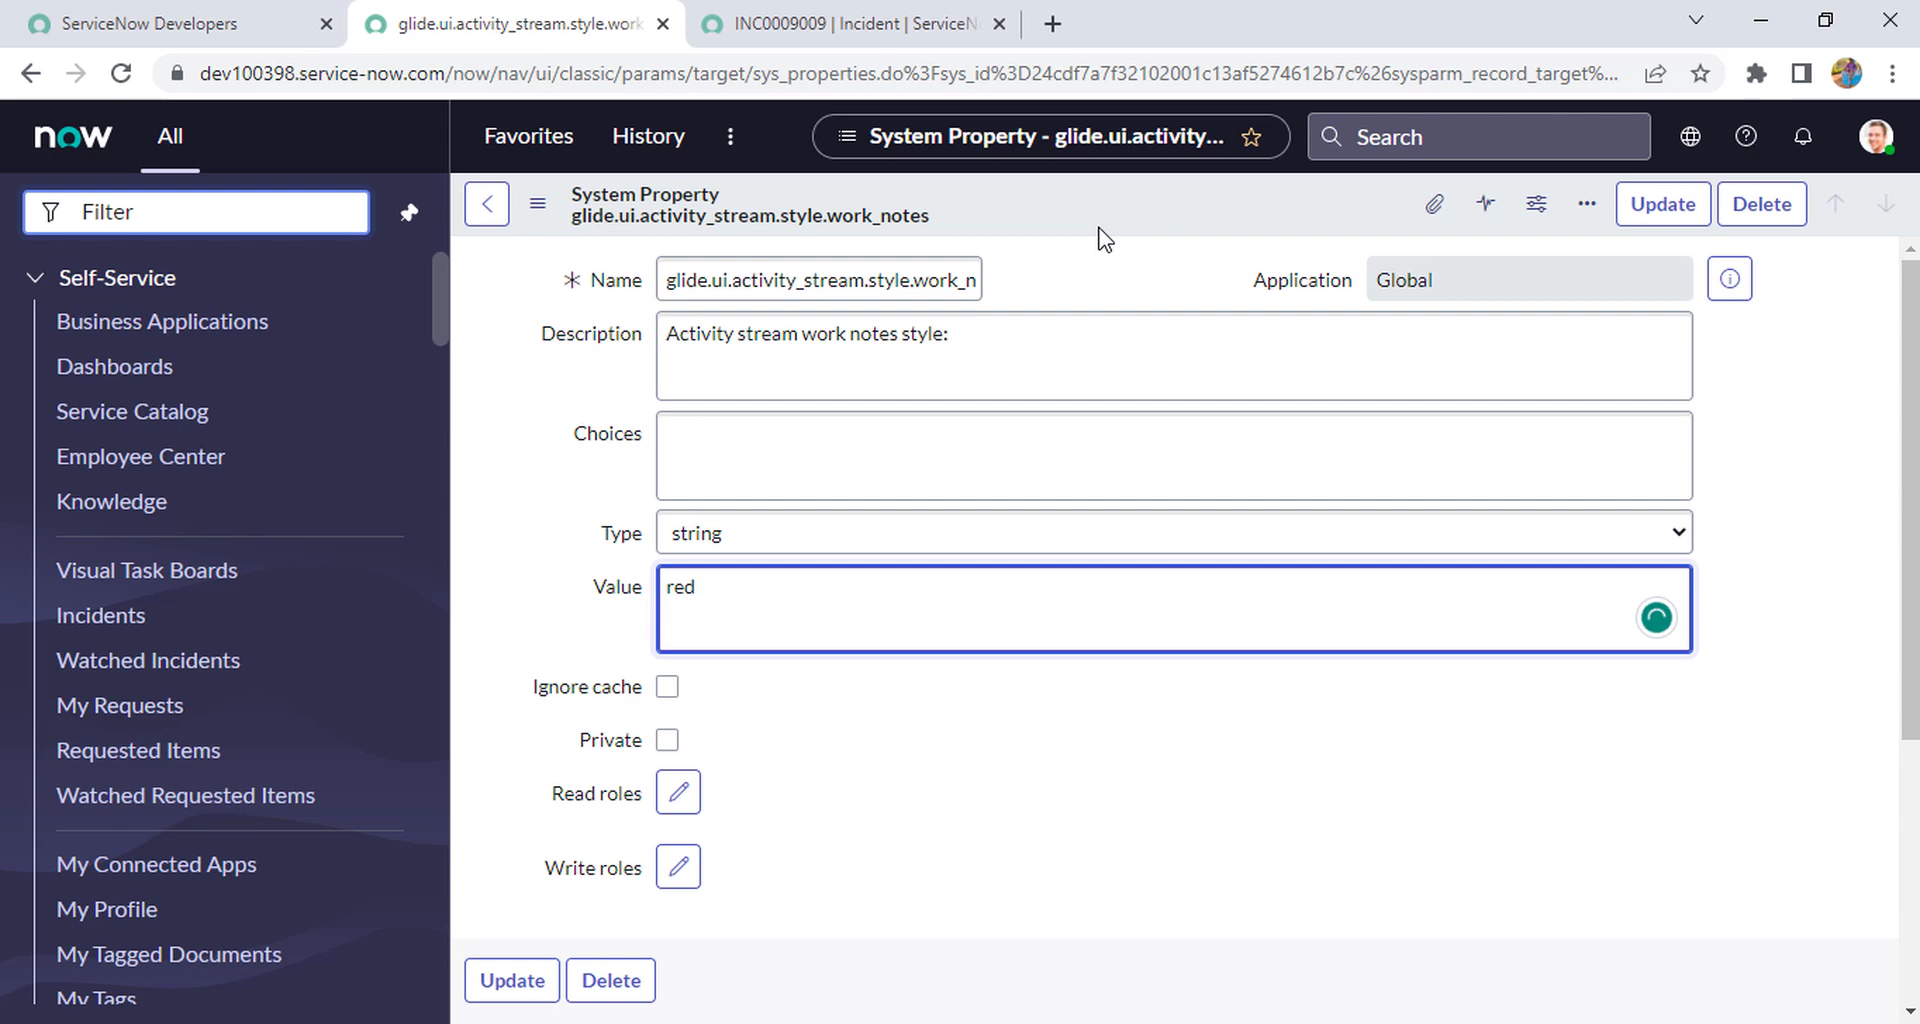 ServiceNow Developers
glide.ui.activity_stream.style.work
INC0009009 | Incident | ServiceN
dev100398.service-now.com/now/nav/ui/classic/params/target/sys_properties.do%3Fsys_id%3D24cdf7a7f32102001c13af5274612b7c%26sysparm_record_target%...
now
All
Favorites
History
System Property - glide.ui.activity...
Search
Filter
System Property
glide.ui.activity_stream.style.work_notes
Update
Delete
Self-Service
Business Applications
Dashboards
Service Catalog
Employee Center
Knowledge
Visual Task Boards
Incidents
Watched Incidents
My Requests
Requested Items
Watched Requested Items
My Connected Apps
My Profile
My Tagged Documents
My Tags
Name
glide.ui.activity_stream.style.work_n
Application
Global
Description
Activity stream work notes style:
Choices
Type
string
Value
red
Ignore cache
Private
Read roles
Write roles
Update
Delete